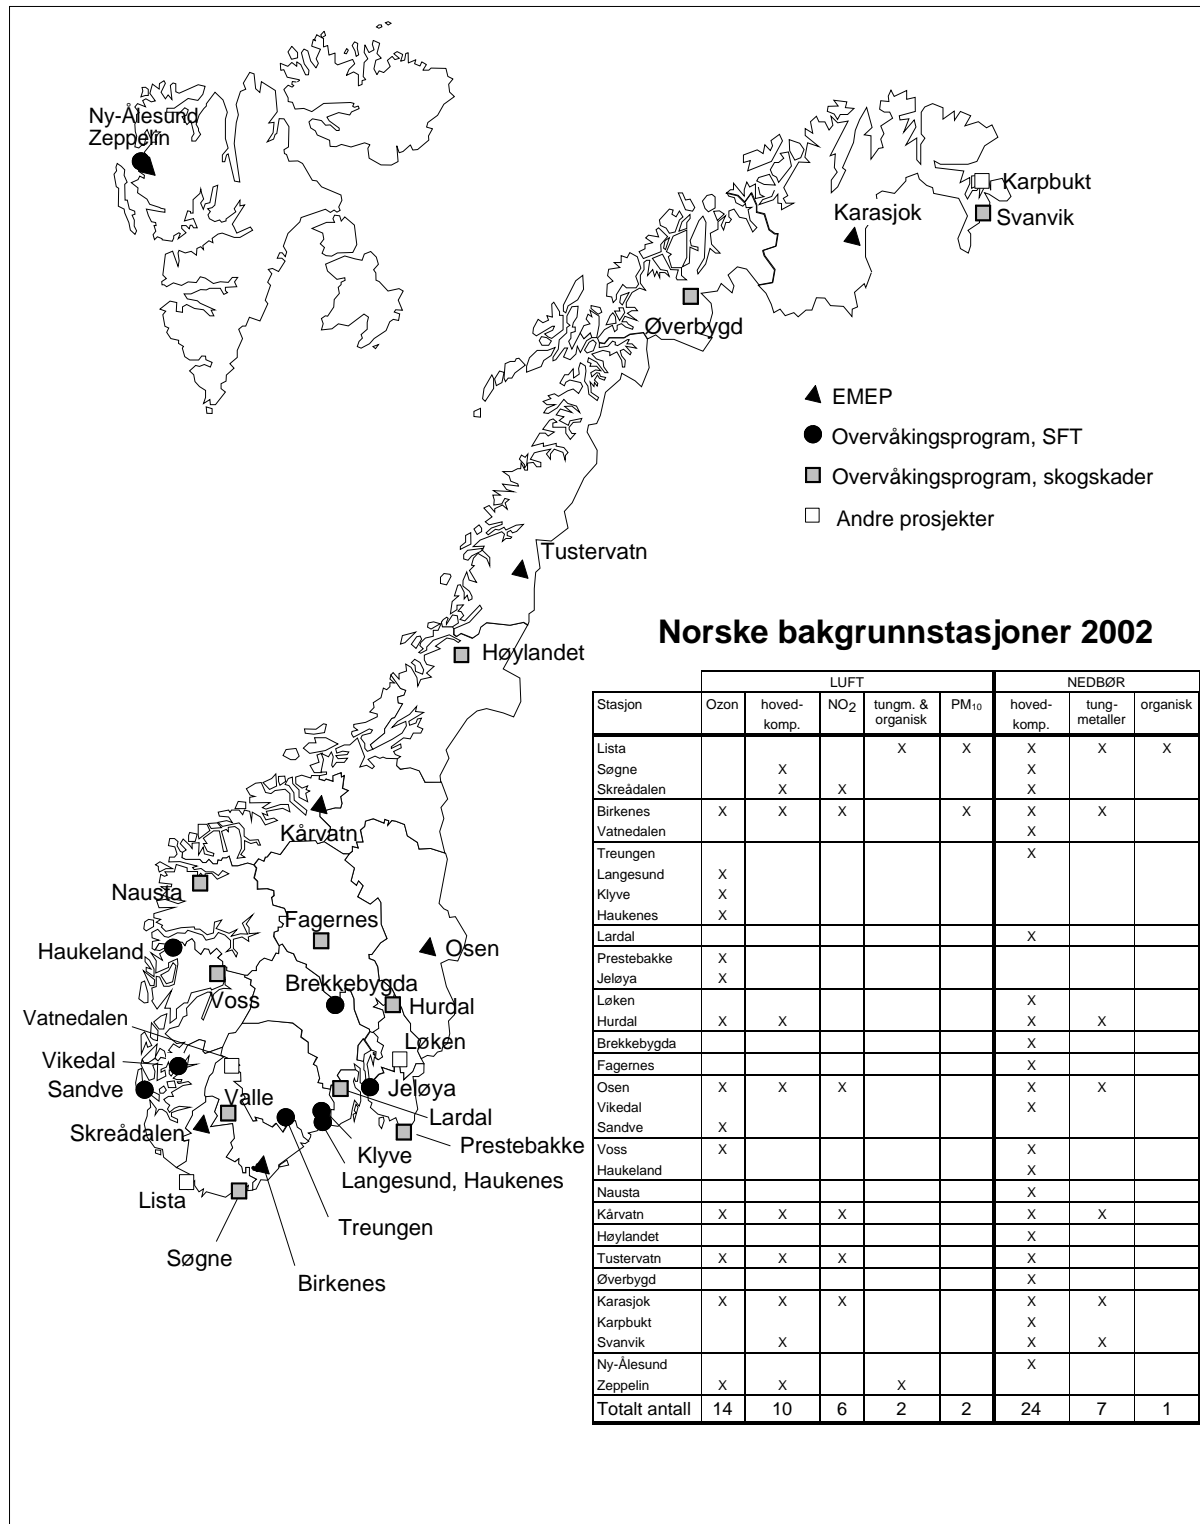 Ny-Ålesund
Zeppelin
Karpbukt
Karasjok
Svanvik
Øverbygd
EMEP
Overvåkingsprogram, SFT
Overvåkingsprogram, skogskader
Andre prosjekter
Tustervatn
Høylandet
Kårvatn
Nausta
Fagernes
Haukeland
Osen
Brekkebygda
Voss
Hurdal
Vatnedalen
Løken
Vikedal
Sandve
Valle
Jeløya
Lardal
Skreådalen
Prestebakke
Klyve
Langesund, Haukenes
Lista
Treungen
Søgne
Birkenes
Norske bakgrunnstasjoner 2002
LUFT NEDBØR
Stasjon Ozon hoved- NO2 tungm. & PM10 hoved- tung- organisk
komp. organisk komp. metaller
Lista X X X X X
Søgne X X
Skreådalen X X X
Birkenes X X X X X X
Vatnedalen X
Treungen X
Langesund X
Klyve X
Haukenes X
Lardal X
Prestebakke X
Jeløya X
Løken X
Hurdal X X X X
Brekkebygda X
Fagernes X
Osen X X X X X
Vikedal X
Sandve X
Voss X X
Haukeland X
Nausta X
Kårvatn X X X X X
Høylandet X
Tustervatn X X X X
Øverbygd X
Karasjok X X X X X
Karpbukt X
Svanvik X X X
Ny-Ålesund X
Zeppelin X X X
Totalt antall 14 10 6 2 2 24 7 1